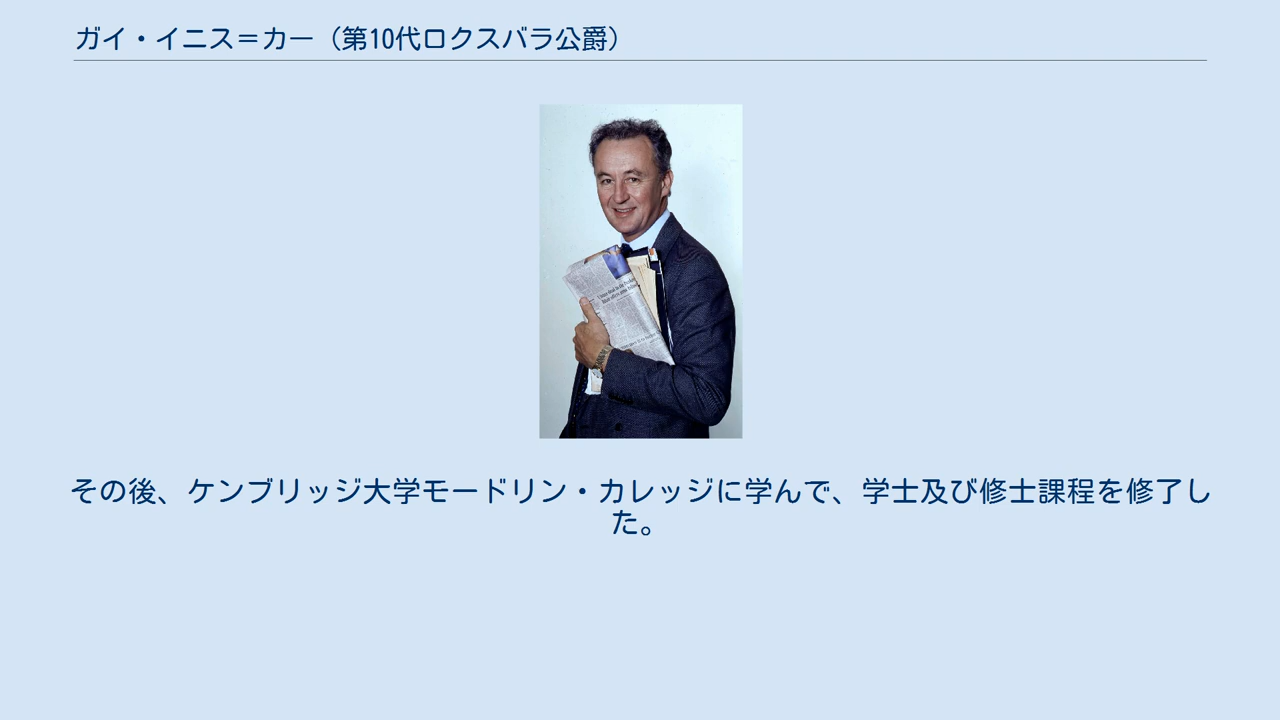 ガイ・イニス＝カー（第10代ロクスバラ公爵）
その後、ケンブリッジ大学モードリン・カレッジに学んで、学士及び修士課程を修了し
た。